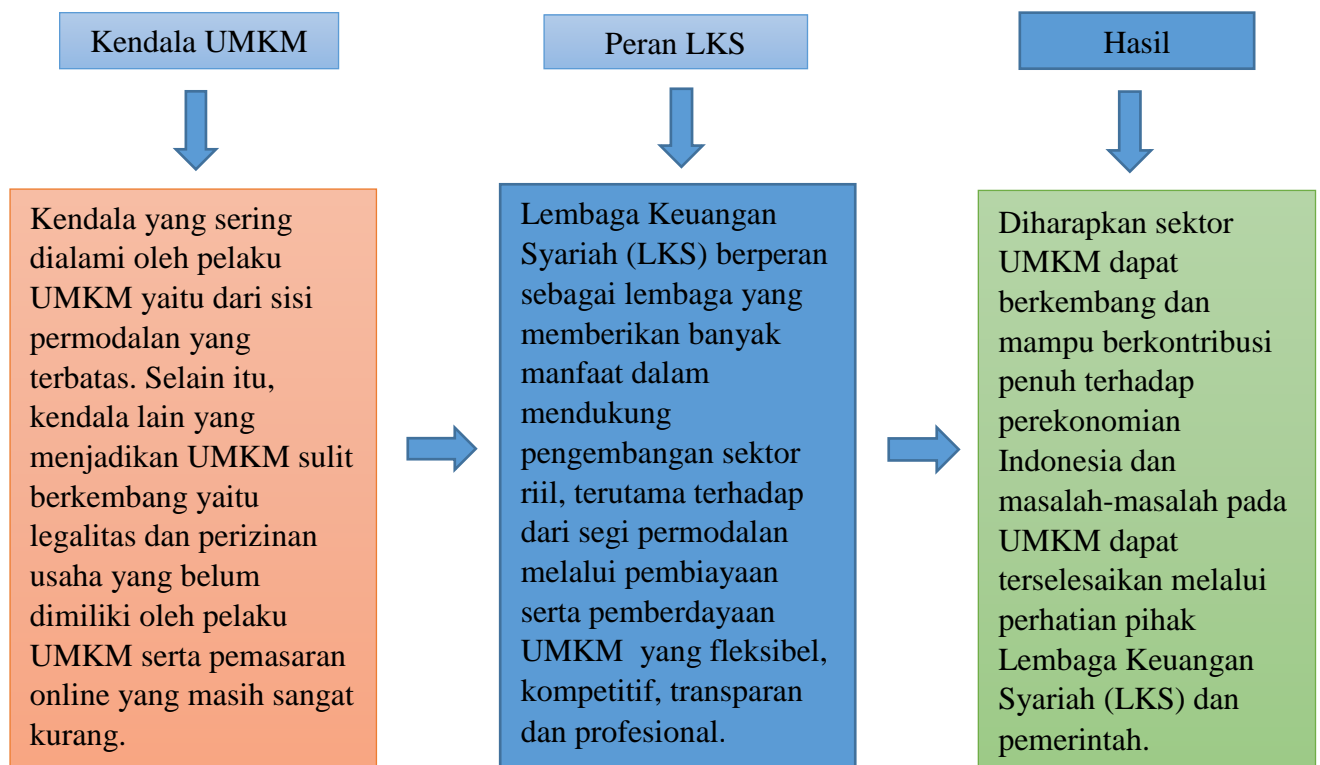 Kendala UMKM
Peran LKS
Hasil
Kendala yang sering
dialami oleh pelaku
UMKM yaitu dari sisi
permodalan yang
terbatas. Selain itu,
kendala lain yang
menjadikan UMKM sulit
berkembang yaitu
legalitas dan perizinan
usaha yang belum
dimiliki oleh pelaku
UMKM serta pemasaran
online yang masih sangat
kurang.
Lembaga Keuangan
Syariah (LKS) berperan
sebagai lembaga yang
memberikan banyak
manfaat dalam
mendukung
pengembangan sektor
riil, terutama terhadap
dari segi permodalan
melalui pembiayaan
serta pemberdayaan
UMKM  yang fleksibel,
kompetitif, transparan
dan profesional.
Diharapkan sektor
UMKM dapat
berkembang dan
mampu berkontribusi
penuh terhadap
perekonomian
Indonesia dan
masalah-masalah pada
UMKM dapat
terselesaikan melalui
perhatian pihak
Lembaga Keuangan
Syariah (LKS) dan
pemerintah.